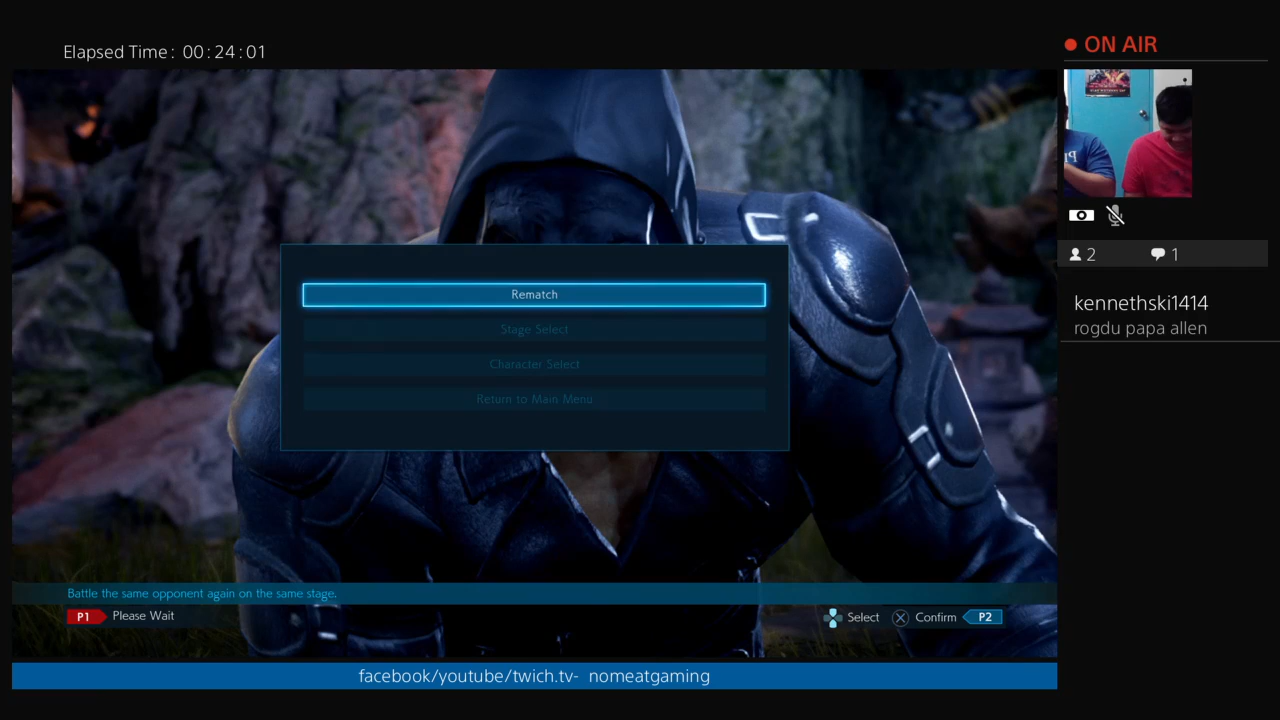 Elapsed Time: 00:24:01
ON AIR
2
1
kennethski1414
rogdu papa allen
Rematch
Stage Select
Character Select
Return to Main Menu
Battle the same opponent again on the same stage.
P1 Please Wait
Select Confirm P2
facebook/youtube/twich.tv- nomeatgaming